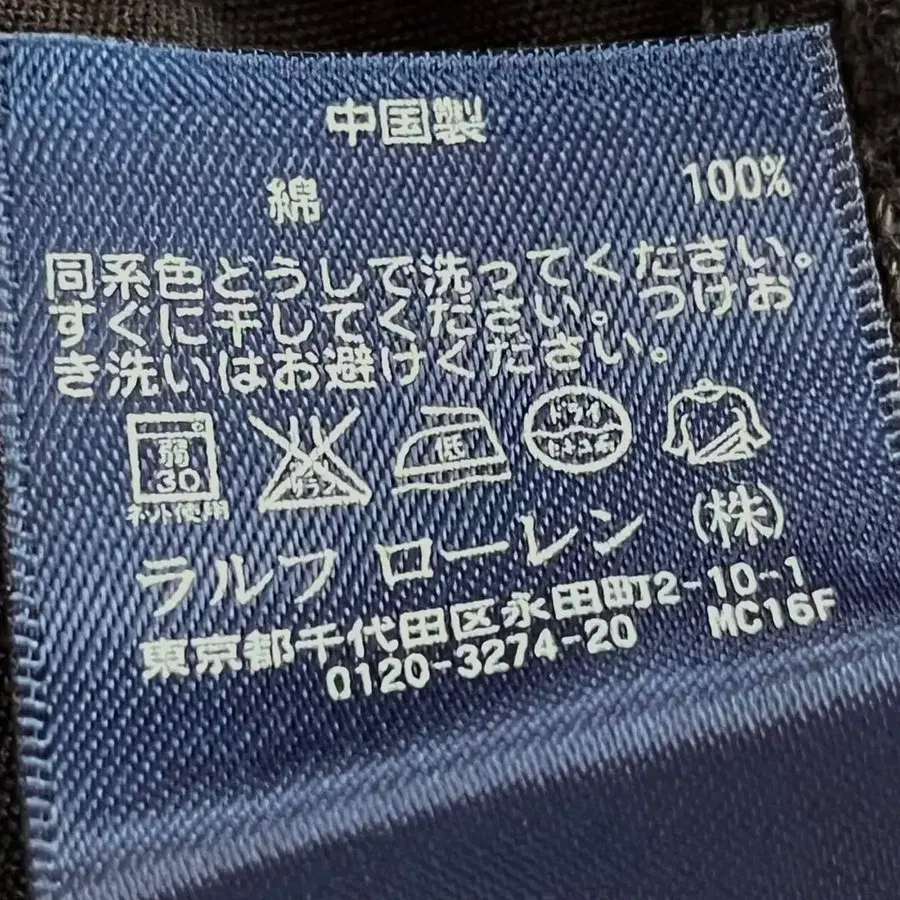 中国製
綿 100%
同系色どうしで洗ってください。
すぐに干してください。つけお
き洗いはお避けください。
弱
30
ネット使用
低
ドライ
ラルフ ローレン (株)
東京都千代田区永田町2-10-1
0120-3274-20 MC16F